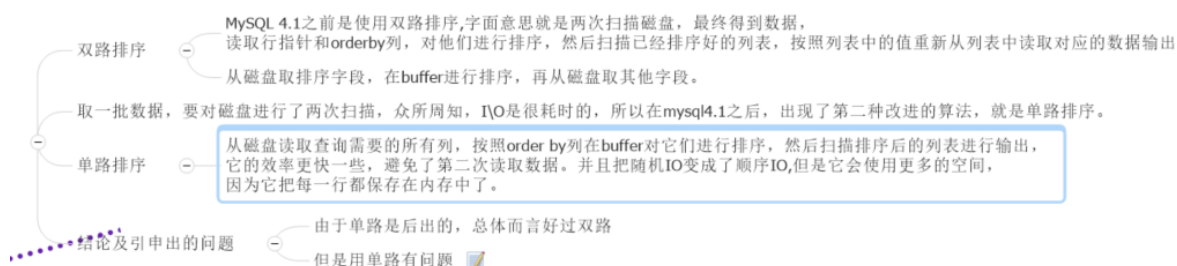 双路排序
MySQL 4.1之前是使用双路排序,字面意思就是两次扫描磁盘，最终得到数据，
读取行指针和orderby列，对他们进行排序，然后扫描已经排序好的列表，按照列表中的值重新从列表中读取对应的数据输出
从磁盘取排序字段，在buffer进行排序，再从磁盘取其他字段。
取一批数据，要对磁盘进行了两次扫描，众所周知，I\O是很耗时的，所以在mysql4.1之后，出现了第二种改进的算法，就是单路排序。
单路排序
从磁盘读取查询需要的所有列，按照order by列在buffer对它们进行排序，然后扫描排序后的列表进行输出，
它的效率更快一些，避免了第二次读取数据。并且把随机IO变成了顺序IO,但是它会使用更多的空间，
因为它把每一行都保存在内存中了。
结论及引申出的问题
由于单路是后出的，总体而言好过双路
但是用单路有问题